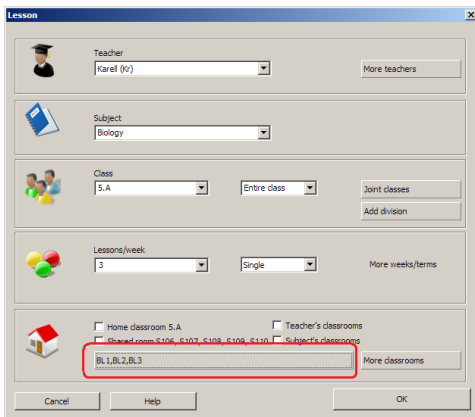 Lesson
Teacher
Karell (Kr)
More teachers
Subject
Biology
Class
5.A
Entire class
Joint classes
Add division
Lessons/week
3
Single
More weeks/terms
Home classroom 5.A
Teacher's classrooms
Shared room S106, S107, S108, S109, S110
Subject's classrooms
BL1,BL2,BL3
More classrooms
Cancel
Help
OK